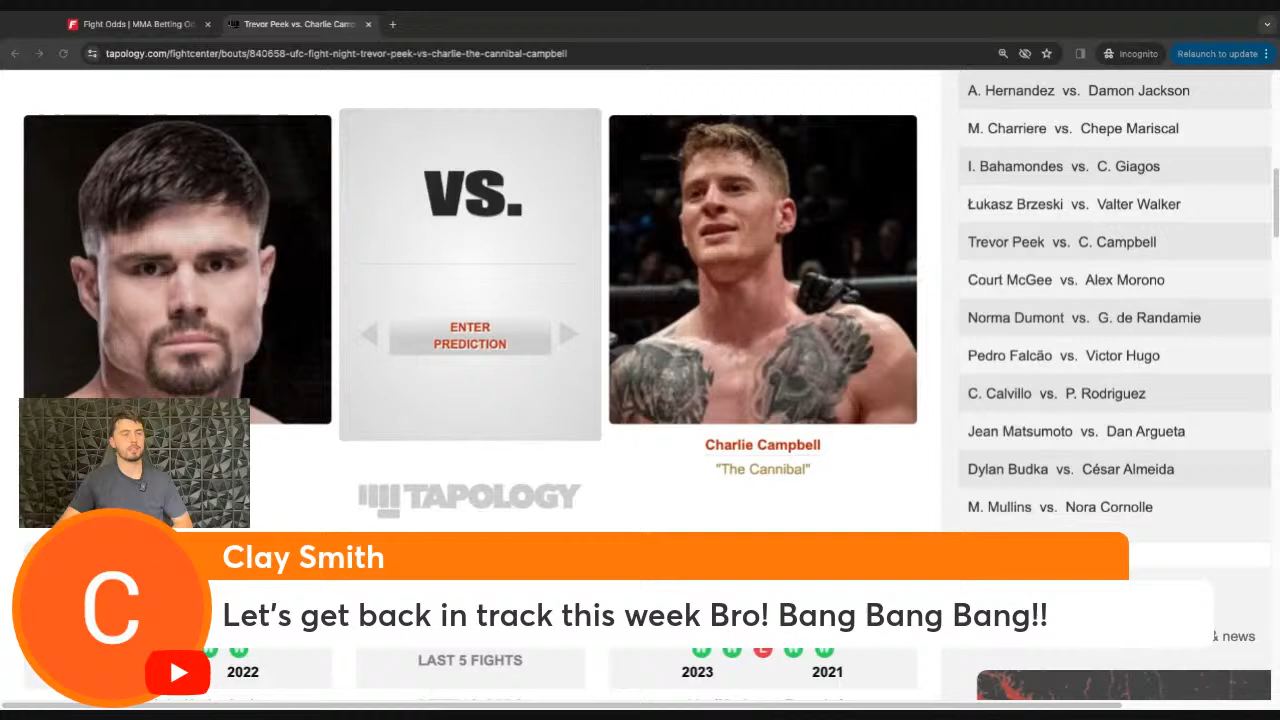 Fight Odds | MMA Betting Od
Trevor Peek vs. Charlie Camp
tapology.com/fightcenter/bouts/840658-ufc-fight-night-trevor-peek-vs-charlie-the-cannibal-campbell
Incognito
Relaunch to update
VS.
ENTER
PREDICTION
Charlie Campbell
"The Cannibal"
TAPOLOGY
A. Hernandez vs. Damon Jackson
M. Charriere vs. Chepe Mariscal
I. Bahamondes vs. C. Giagos
Łukasz Brzeski vs. Valter Walker
Trevor Peek vs. C. Campbell
Court McGee vs. Alex Morono
Norma Dumont vs. G. de Randamie
Pedro Falcão vs. Victor Hugo
C. Calvillo vs. P. Rodriguez
Jean Matsumoto vs. Dan Argueta
Dylan Budka vs. César Almeida
M. Mullins vs. Nora Cornolle
C
Clay Smith
Let's get back in track this week Bro! Bang Bang Bang!!
& news
W W
2022
LAST 5 FIGHTS
W W L W W
2023 2021